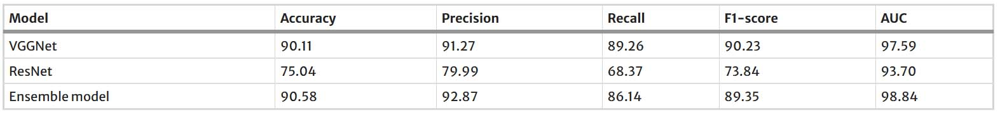 Model Accuracy Precision Recall F1-score AUC
VGGNet 90.11 91.27 89.26 90.23 97.59
ResNet 75.04 79.99 68.37 73.84 93.70
Ensemble model 90.58 92.87 86.14 89.35 98.84